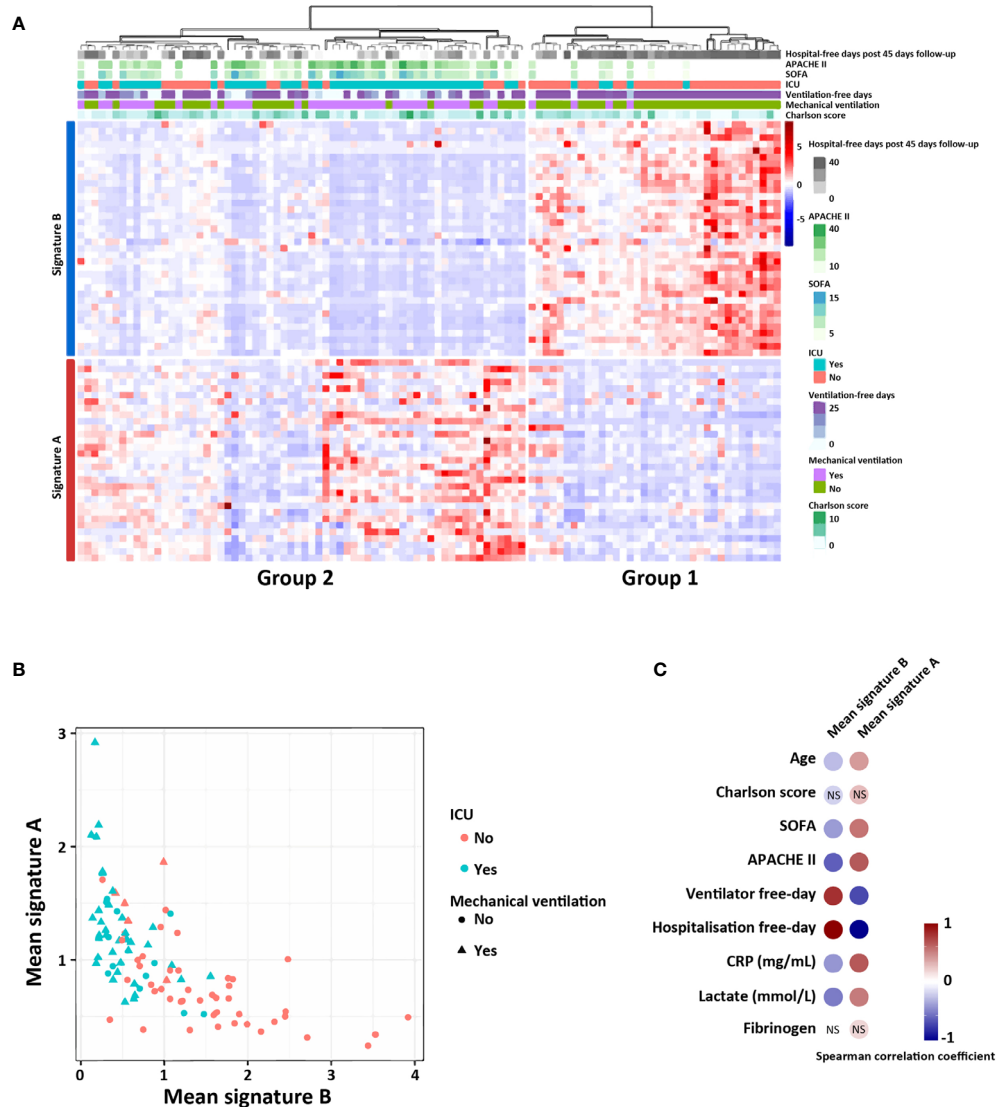 A
Hospital-free days post 45 days follow-up
APACHE II
SOFA
ICU
Ventilation-free days
Mechanical ventilation
Charlson score
Signature B
Signature A
Group 2
Group 1
5
0
-5
Hospital-free days post 45 days follow-up
40
0
APACHE II
40
10
SOFA
15
5
ICU
Yes
No
Ventilation-free days
25
0
Mechanical ventilation
Yes
No
Charlson score
10
0
B
Mean signature A
3
2
1
0
1
2
3
4
Mean signature B
ICU
No
Yes
Mechanical ventilation
No
Yes
C
Mean signature B
Mean signature A
Age
Charlson score
NS
NS
SOFA
APACHE II
Ventilator free-day
Hospitalisation free-day
CRP (mg/mL)
Lactate (mmol/L)
Fibrinogen
NS
NS
1
0
-1
Spearman correlation coefficient